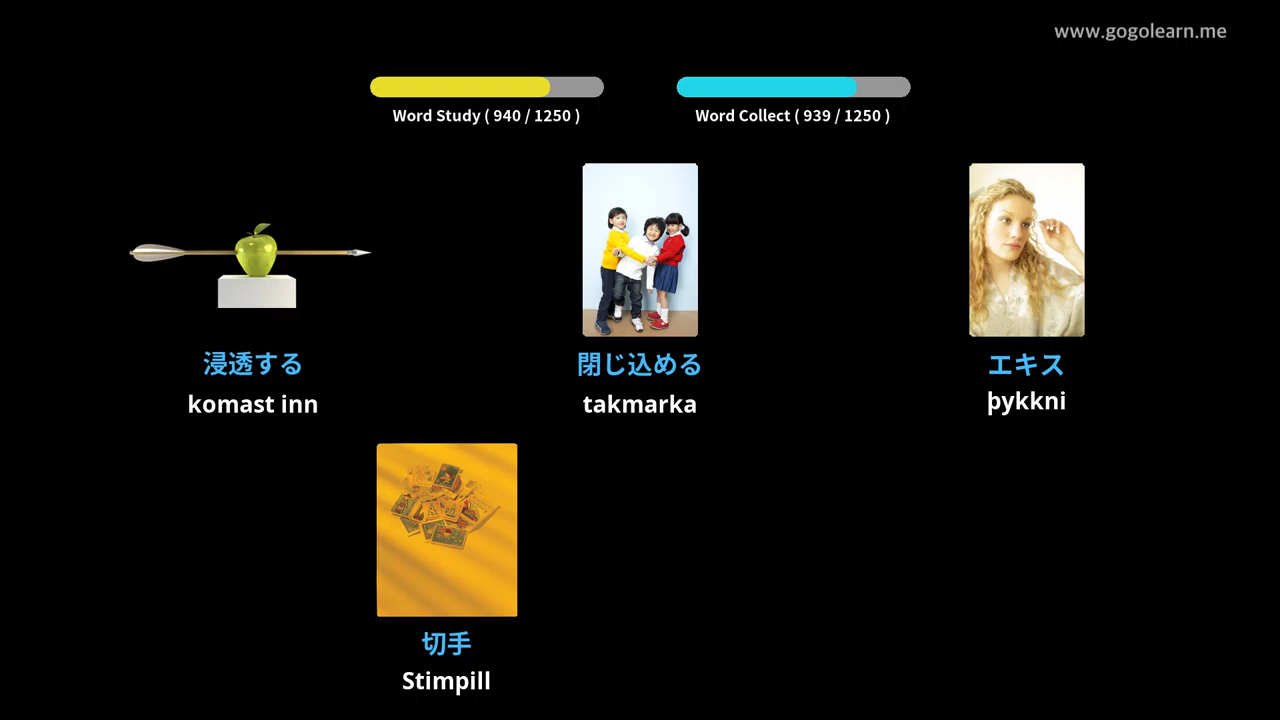 www.gogolearn.me
Word Study ( 940 / 1250 )
Word Collect ( 939 / 1250 )
浸透する
komast inn
閉じ込める
takmarka
エキス
þykkni
切手
Stimpill